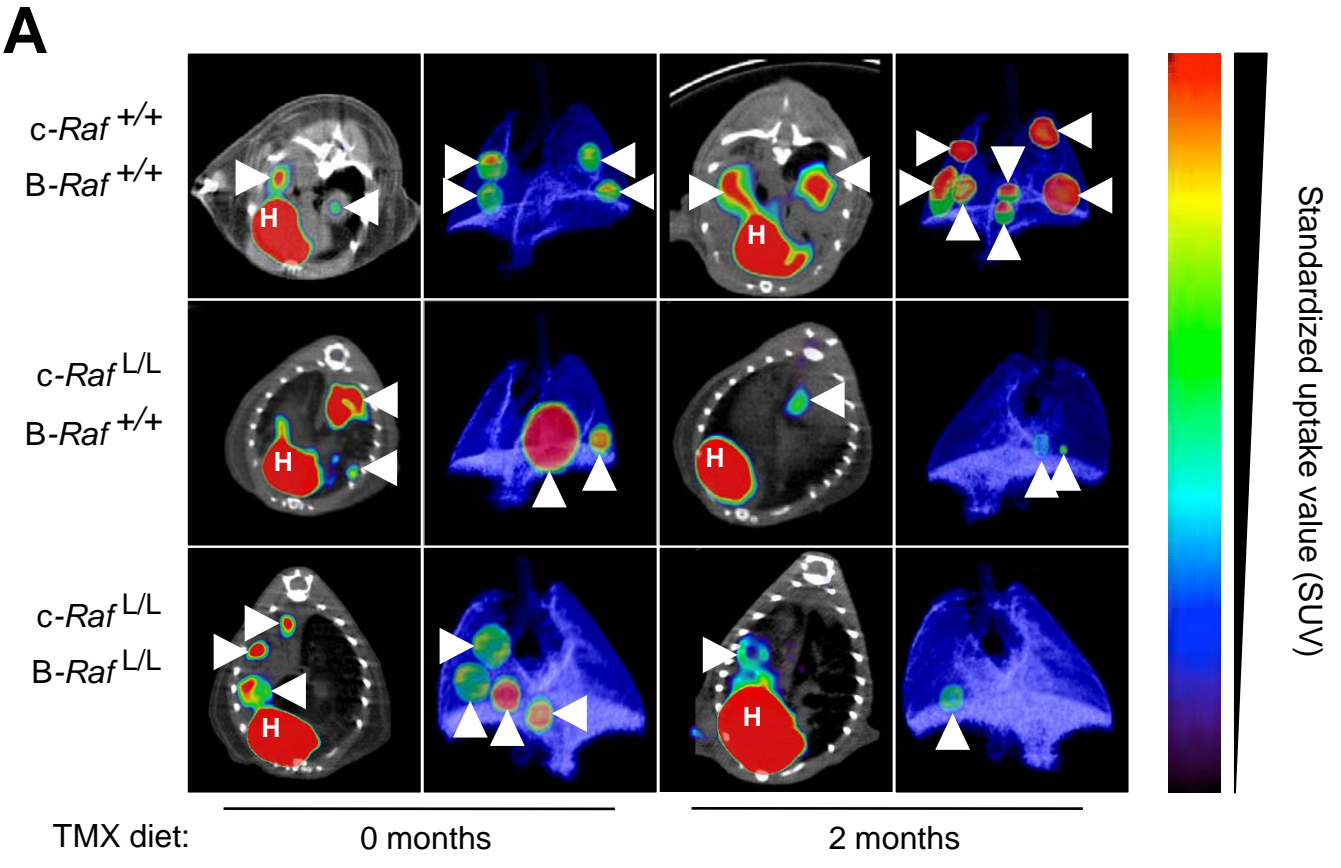 A
c-Raf +/+
B-Raf +/+
H
H
c-Raf L/L
B-Raf +/+
H
H
c-Raf L/L
B-Raf L/L
H
H
Standardized uptake value (SUV)
TMX diet:
0 months
2 months